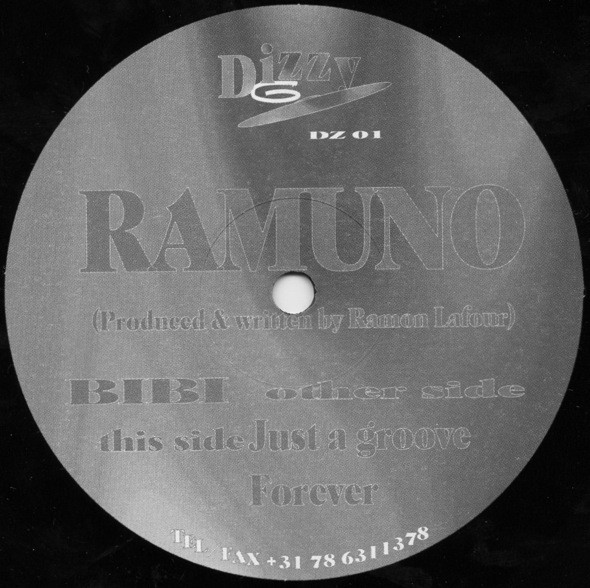 Dizzy
G
DZ 01
RAMUNO
(Produced & written by Ramon Lafour)
BIBI other side
this side Just a groove
Forever
TEL FAX +31 78 6311378